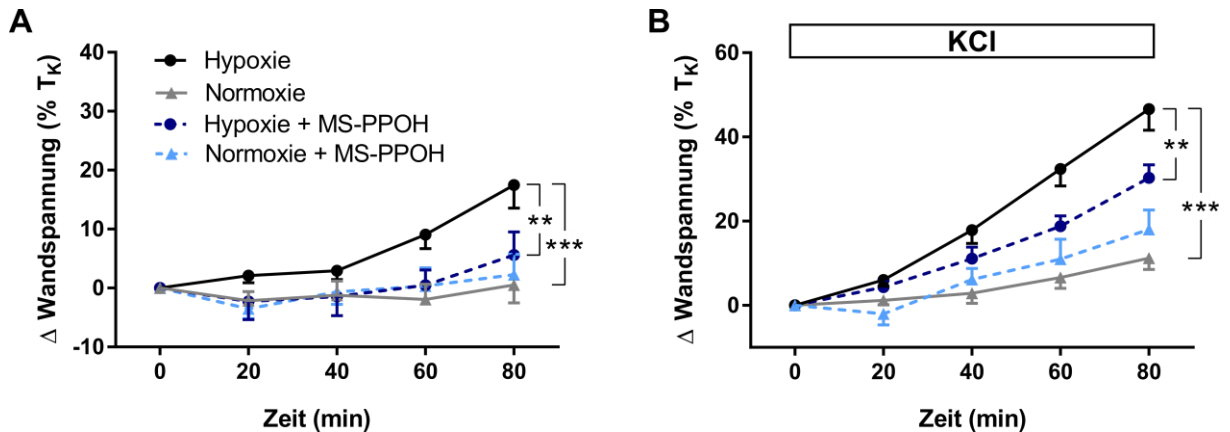 A
Δ Wandspannung (% TK)
40
30
20
10
0
-10
Hypoxie
Normoxie
Hypoxie + MS-PPOH
Normoxie + MS-PPOH
**
***
0 20 40 60 80
Zeit (min)
B
KCl
Δ Wandspannung (% TK)
60
40
20
0
**
***
0 20 40 60 80
Zeit (min)